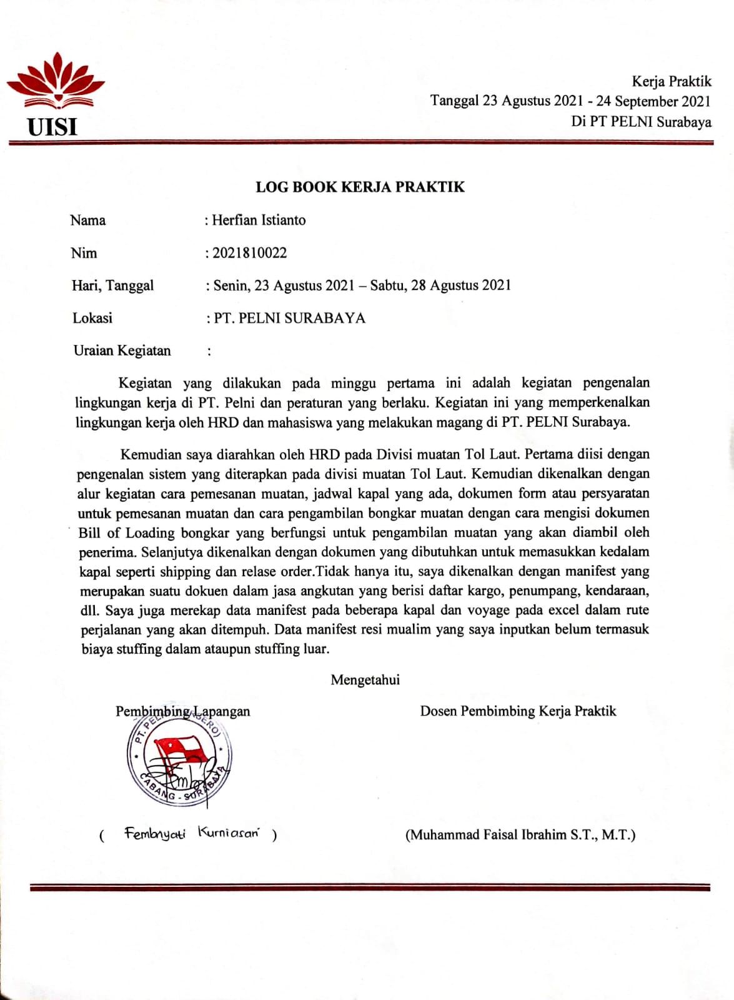 UISI
Kerja Praktik
Tanggal 23 Agustus 2021 - 24 September 2021
Di PT PELNI Surabaya
LOG BOOK KERJA PRAKTIK
Nama : Herfian Istianto
Nim : 2021810022
Hari, Tanggal : Senin, 23 Agustus 2021 – Sabtu, 28 Agustus 2021
Lokasi : PT. PELNI SURABAYA
Uraian Kegiatan :
Kegiatan yang dilakukan pada minggu pertama ini adalah kegiatan pengenalan
lingkungan kerja di PT. Pelni dan peraturan yang berlaku. Kegiatan ini yang memperkenalkan
lingkungan kerja oleh HRD dan mahasiswa yang melakukan magang di PT. PELNI Surabaya.
Kemudian saya diarahkan oleh HRD pada Divisi muatan Tol Laut. Pertama diisi dengan
pengenalan sistem yang diterapkan pada divisi muatan Tol Laut. Kemudian dikenalkan dengan
alur kegiatan cara pemesanan muatan, jadwal kapal yang ada, dokumen form atau persyaratan
untuk pemesanan muatan dan cara pengambilan bongkar muatan dengan cara mengisi dokumen
Bill of Loading bongkar yang berfungsi untuk pengambilan muatan yang akan diambil oleh
penerima. Selanjutya dikenalkan dengan dokumen yang dibutuhkan untuk memasukkan kedalam
kapal seperti shipping dan relase order.Tidak hanya itu, saya dikenalkan dengan manifest yang
merupakan suatu dokuen dalam jasa angkutan yang berisi daftar kargo, penumpang, kendaraan,
dll. Saya juga merekap data manifest pada beberapa kapal dan voyage pada excel dalam rute
perjalanan yang akan ditempuh. Data manifest resi mualim yang saya inputkan belum termasuk
biaya stuffing dalam ataupun stuffing luar.
Mengetahui
Pembimbing Lapangan Dosen Pembimbing Kerja Praktik
PT. PELNI (PERSERO)
CABANG - SURABAYA
( Kurniasari ) (Muhammad Faisal Ibrahim S.T., M.T.)